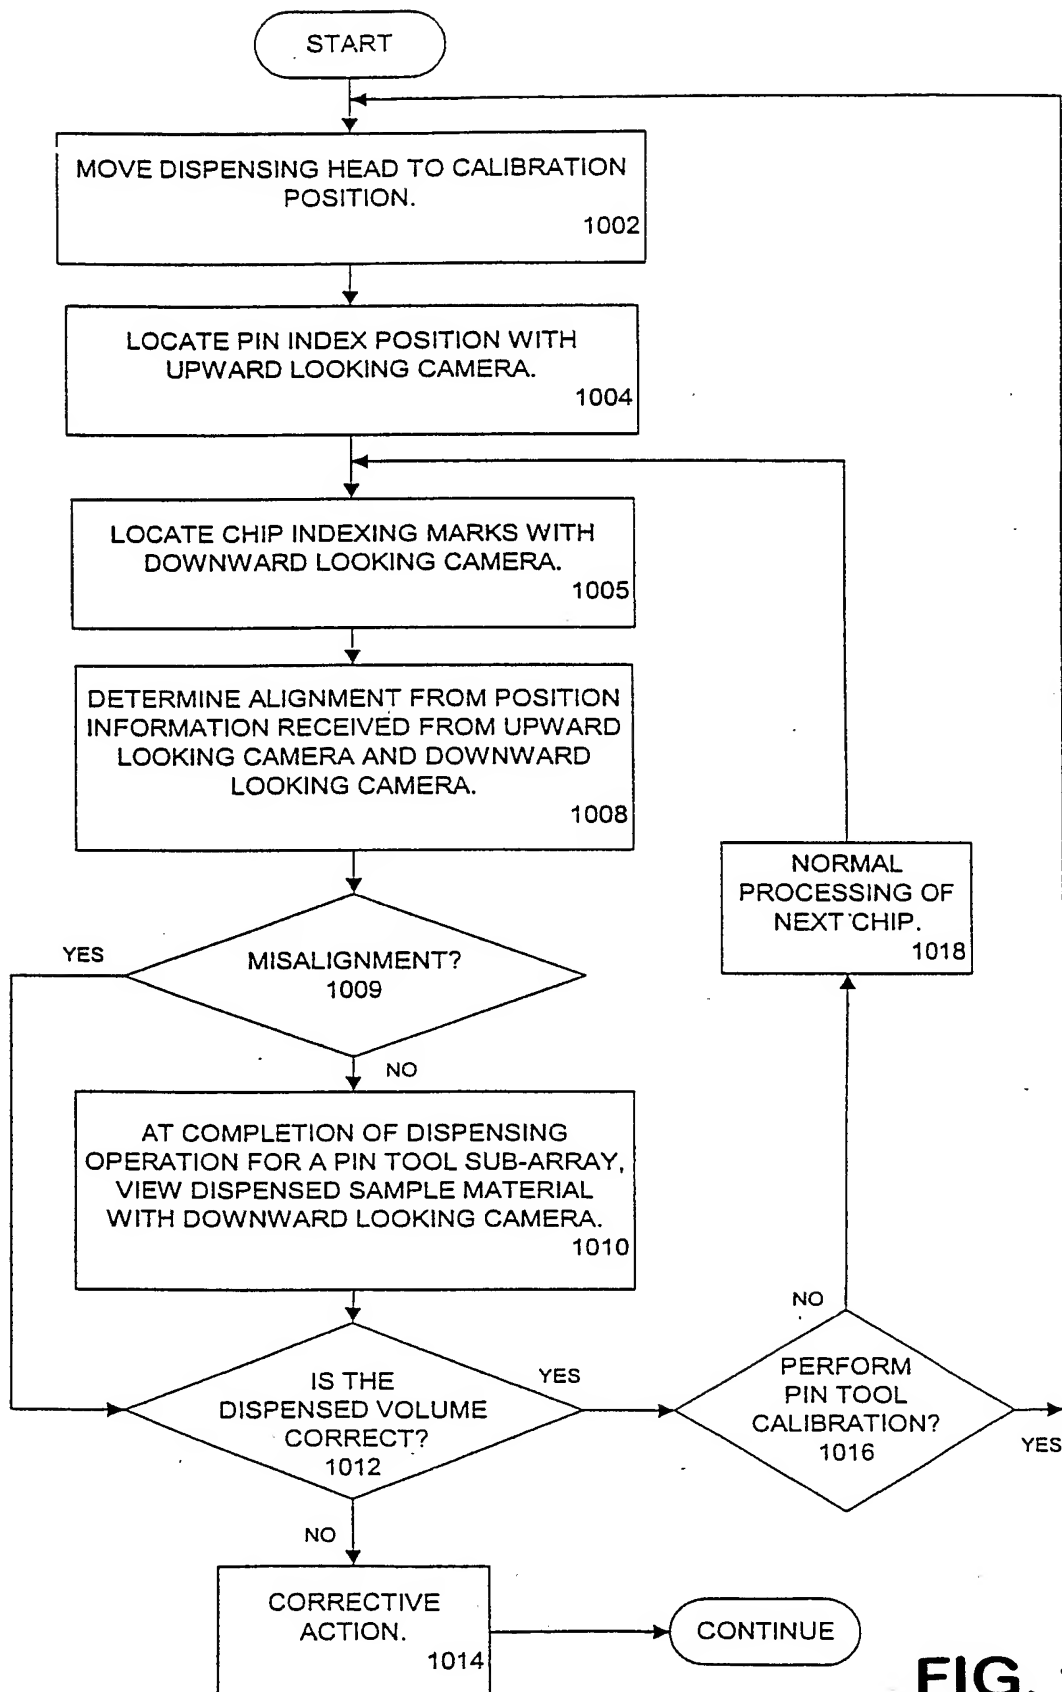 START
MOVE DISPENSING HEAD TO CALIBRATION
POSITION.
1002
LOCATE PIN INDEX POSITION WITH
UPWARD LOOKING CAMERA.
1004
LOCATE CHIP INDEXING MARKS WITH
DOWNWARD LOOKING CAMERA.
1005
DETERMINE ALIGNMENT FROM POSITION
INFORMATION RECEIVED FROM UPWARD
LOOKING CAMERA AND DOWNWARD
LOOKING CAMERA.
1008
NORMAL
PROCESSING OF
NEXT CHIP.
1018
YES
MISALIGNMENT?
1009
NO
AT COMPLETION OF DISPENSING
OPERATION FOR A PIN TOOL SUB-ARRAY,
VIEW DISPENSED SAMPLE MATERIAL
WITH DOWNWARD LOOKING CAMERA.
1010
IS THE
DISPENSED VOLUME
CORRECT?
1012
YES
NO
PERFORM
PIN TOOL
CALIBRATION?
1016
YES
NO
CORRECTIVE
ACTION.
1014
CONTINUE
FIG.